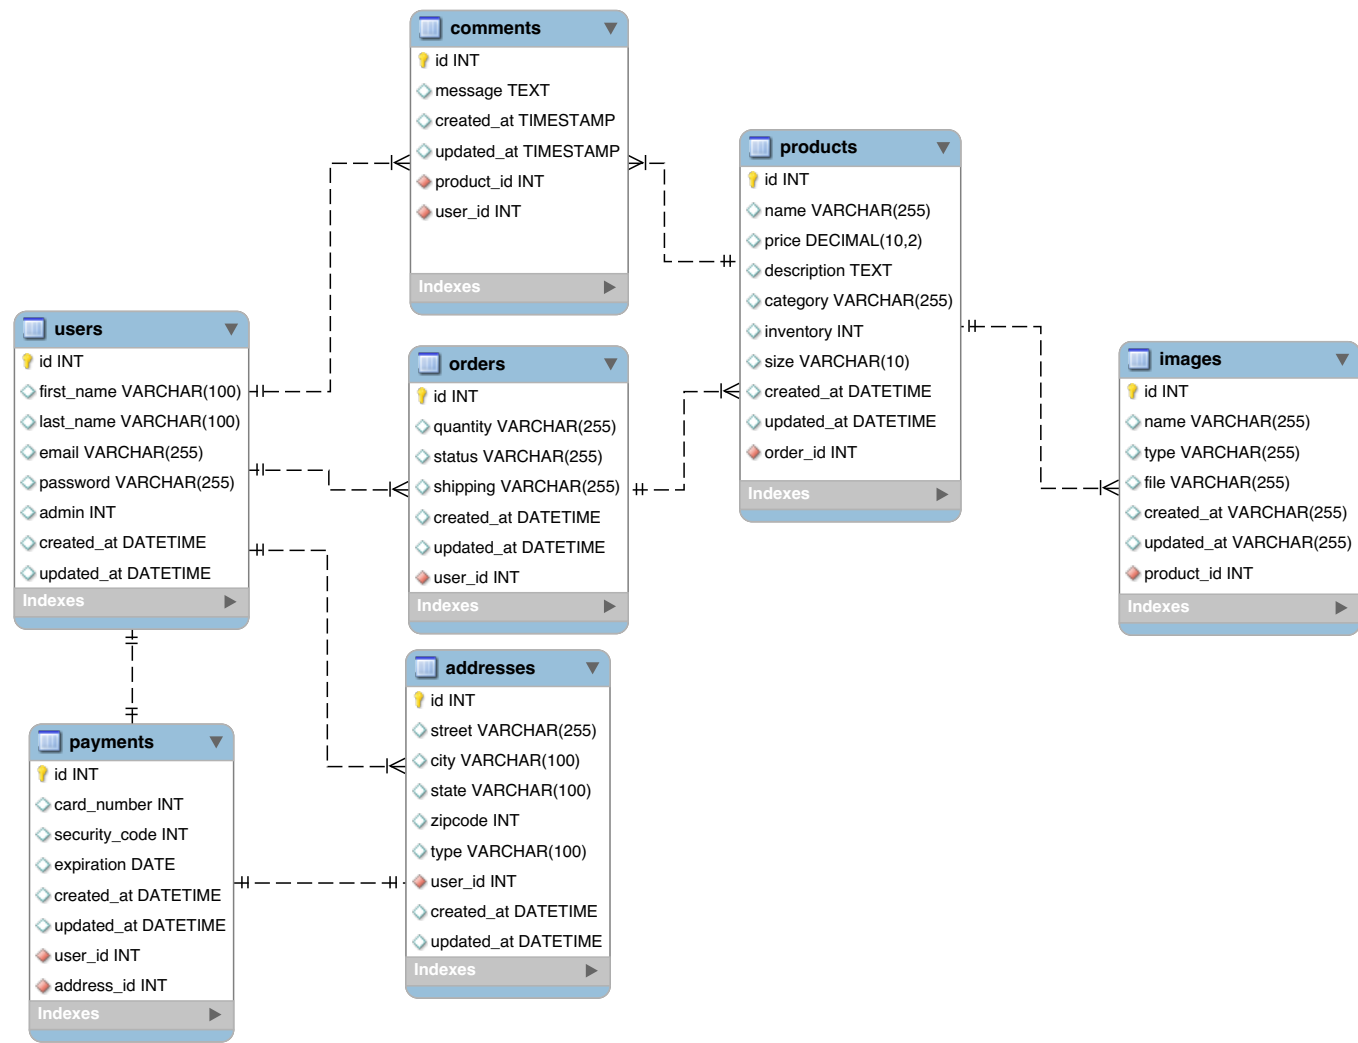 comments
id INT
message TEXT
created_at TIMESTAMP
updated_at TIMESTAMP
product_id INT
user_id INT
Indexes
products
id INT
name VARCHAR(255)
price DECIMAL(10,2)
description TEXT
category VARCHAR(255)
inventory INT
size VARCHAR(10)
created_at DATETIME
updated_at DATETIME
order_id INT
Indexes
users
id INT
first_name VARCHAR(100)
last_name VARCHAR(100)
email VARCHAR(255)
password VARCHAR(255)
admin INT
created_at DATETIME
updated_at DATETIME
Indexes
orders
id INT
quantity VARCHAR(255)
status VARCHAR(255)
shipping VARCHAR(255)
created_at DATETIME
updated_at DATETIME
user_id INT
Indexes
images
id INT
name VARCHAR(255)
type VARCHAR(255)
file VARCHAR(255)
created_at VARCHAR(255)
updated_at VARCHAR(255)
product_id INT
Indexes
addresses
id INT
street VARCHAR(255)
city VARCHAR(100)
state VARCHAR(100)
zipcode INT
type VARCHAR(100)
user_id INT
created_at DATETIME
updated_at DATETIME
Indexes
payments
id INT
card_number INT
security_code INT
expiration DATE
created_at DATETIME
updated_at DATETIME
user_id INT
address_id INT
Indexes